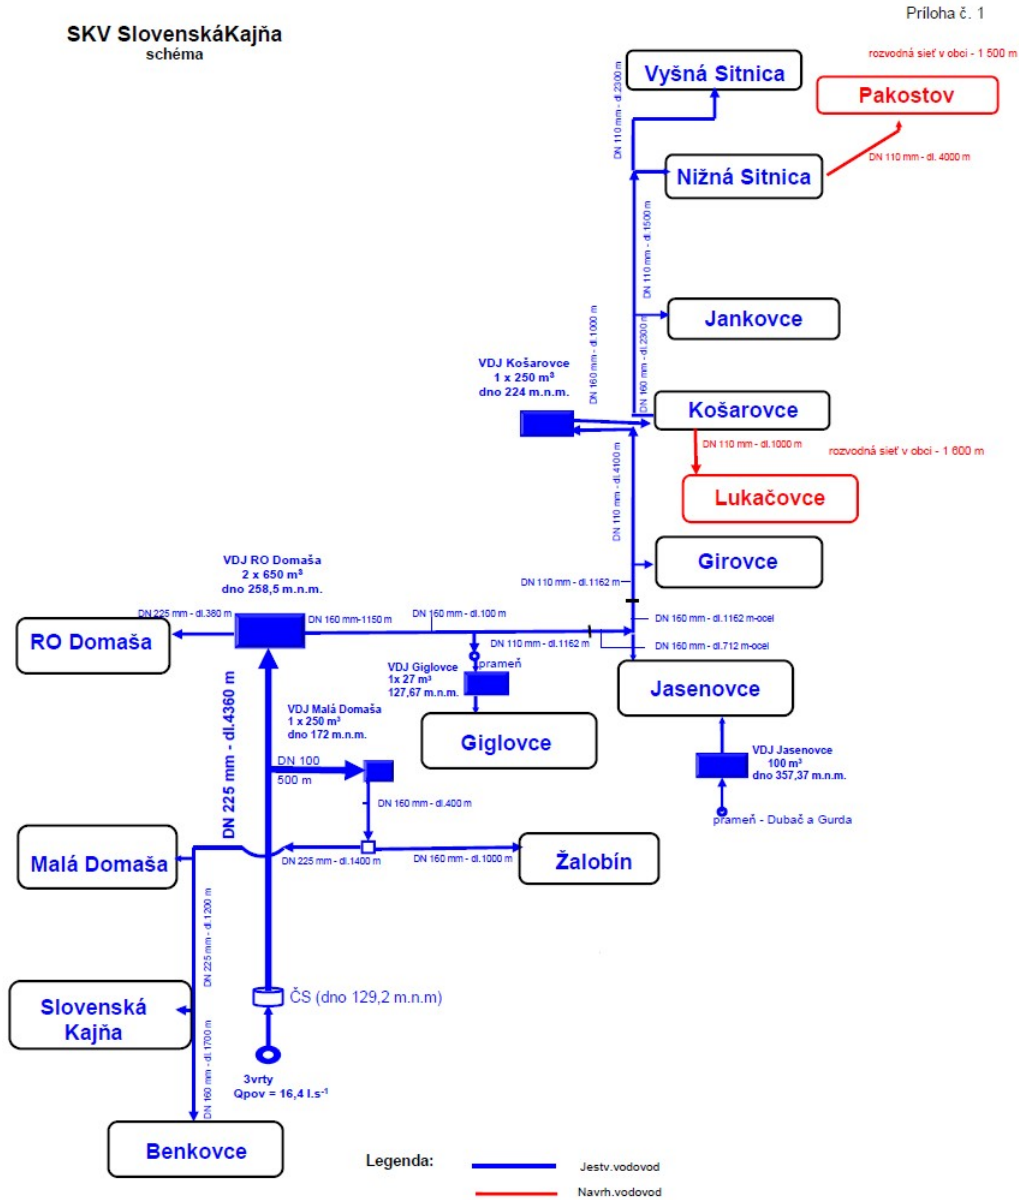 Príloha č. 1
SKV SlovenskáKajňa
schéma
rozvodná sieť v obci - 1 500 m
Vyšná Sitnica
Pakostov
DN 110 mm - dl.2300 m
DN 110 mm - dl. 4000 m
Nižná Sitnica
DN 110 mm - dl.1500 m
Jankovce
DN 160 mm - dl.1000 m
DN 160 mm - dl.2300 m
VDJ Košarovce
1 x 250 m³
dno 224 m.n.m.
Košarovce
DN 110 mm - dl.1000 m
rozvodná sieť v obci - 1 600 m
DN 110 mm - dl.4100 m
Lukačovce
Girovce
VDJ RO Domaša
2 x 650 m³
dno 258,5 m.n.m.
DN 110 mm - dl.1162 m
DN 225 mm - dl.380 m
DN 160 mm-1150 m
DN 160 mm - dl.100 m
DN 160 mm - dl.1162 m-ocel
RO Domaša
DN 110 mm - dl.1162 m
DN 160 mm - dl.712 m-ocel
prameň
VDJ Giglovce
1x 27 m³
127,67 m.n.m.
Jasenovce
DN 225 mm - dl.4360 m
VDJ Malá Domaša
1 x 250 m³
dno 172 m.n.m.
Giglovce
VDJ Jasenovce
100 m³
dno 357,37 m.n.m.
DN 100
500 m
DN 160 mm - dl.400 m
prameň - Dubač a Gurda
Malá Domaša
DN 225 mm - dl.1400 m
DN 160 mm - dl.1000 m
Žalobín
DN 225 mm - dl.1200 m
ČS (dno 129,2 m.n.m)
Slovenská
Kajňa
DN 160 mm - dl.1700 m
3vrty
Qpov = 16,4 l.s⁻¹
Benkovce
Legenda:
Jestv.vodovod
Navrh.vodovod